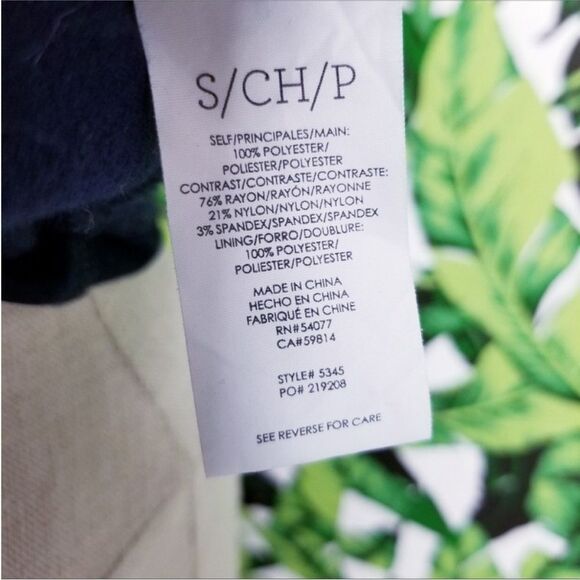 S/CH/P
SELF/PRINCIPALES/MAIN:
100% POLYESTER/
POLIESTER/POLYESTER
CONTRAST/CONTRASTE/CONTRASTE:
76% RAYON/RAYÓN/RAYONNE
21% NYLON/NYLON/NYLON
3% SPANDEX/SPANDEX/SPANDEX
LINING/FORRO/DOUBLURE:
100% POLYESTER/
POLIESTER/POLYESTER
MADE IN CHINA
HECHO EN CHINA
FABRIQUÉ EN CHINE
RN#54077
CA#59814
STYLE# 5345
PO# 219208
SEE REVERSE FOR CARE